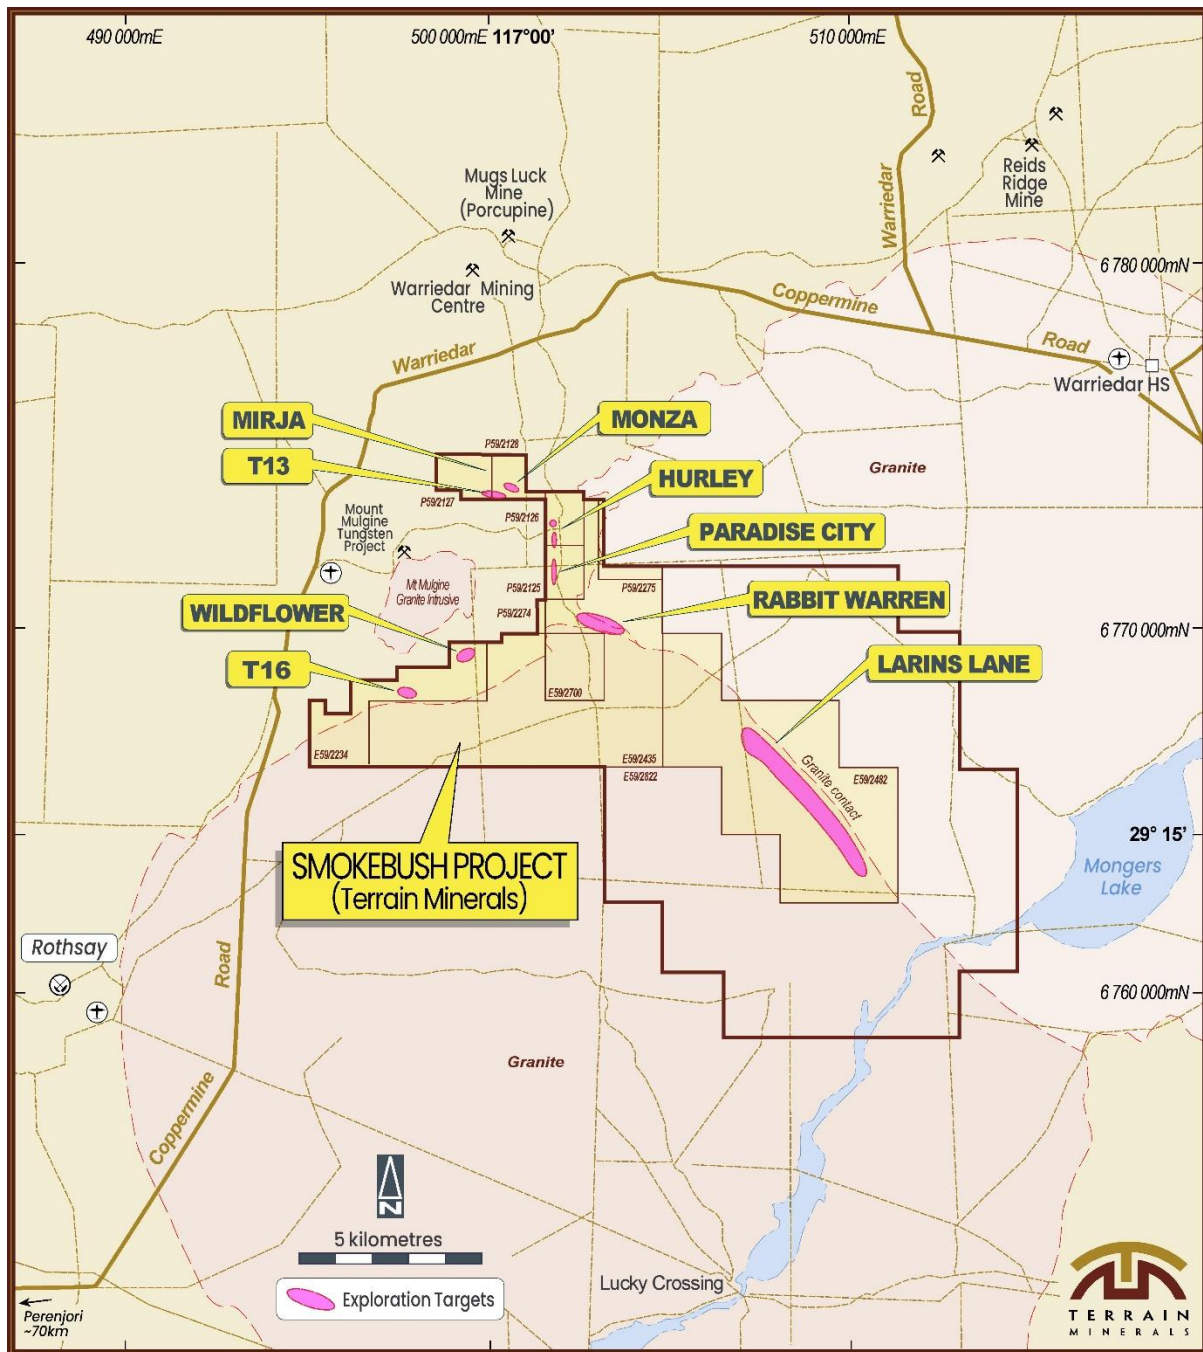 490 000mE
500 000mE 117°00'
510 000mE
Road
Warriedar
Mugs Luck
Mine
(Porcupine)
Reids
Ridge
Mine
Warriedar Mining
Centre
6 780 000mN
Coppermine
Road
Warriedar
Warriedar HS
MIRJA
MONZA
P59/2128
T13
HURLEY
Granite
P59/2127
P59/2126
Mount
Mulgine
Tungsten
Project
PARADISE CITY
Mt Mulgine
Granite Intrusive
P59/2125
P59/2275
WILDFLOWER
P59/2274
RABBIT WARREN
6 770 000mN
T16
LARINS LANE
E59/2700
E59/2234
E59/2435
E59/2822
Granite contact
E59/2482
SMOKEBUSH PROJECT
(Terrain Minerals)
29° 15'
Mongers
Lake
Rothsay
Road
6 760 000mN
Granite
Coppermine
N
5 kilometres
Exploration Targets
Lucky Crossing
Perenjori
~70km
TERRAIN
MINERALS